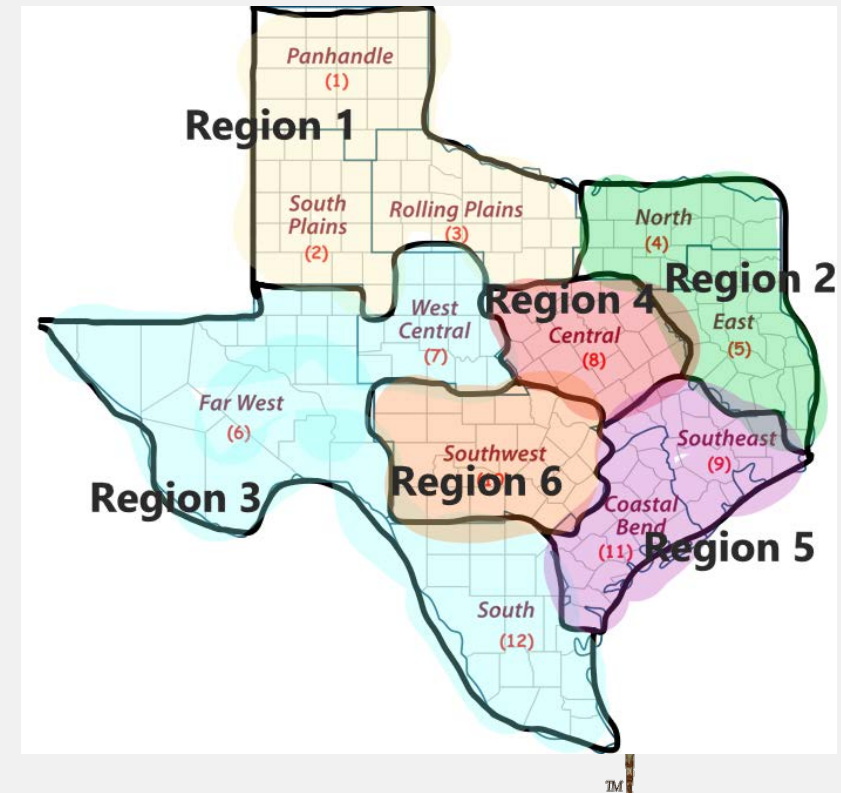 Panhandle
(1)
Region 1
South
Plains
(2)
Rolling Plains
(3)
North
(4)
Region 2
East
(5)
West
Central
(7)
Region 4
Central
(8)
Far West
(6)
Region 3
Southwest
Region 6
Southeast
(9)
Coastal
Bend
(11)
Region 5
South
(12)
TM